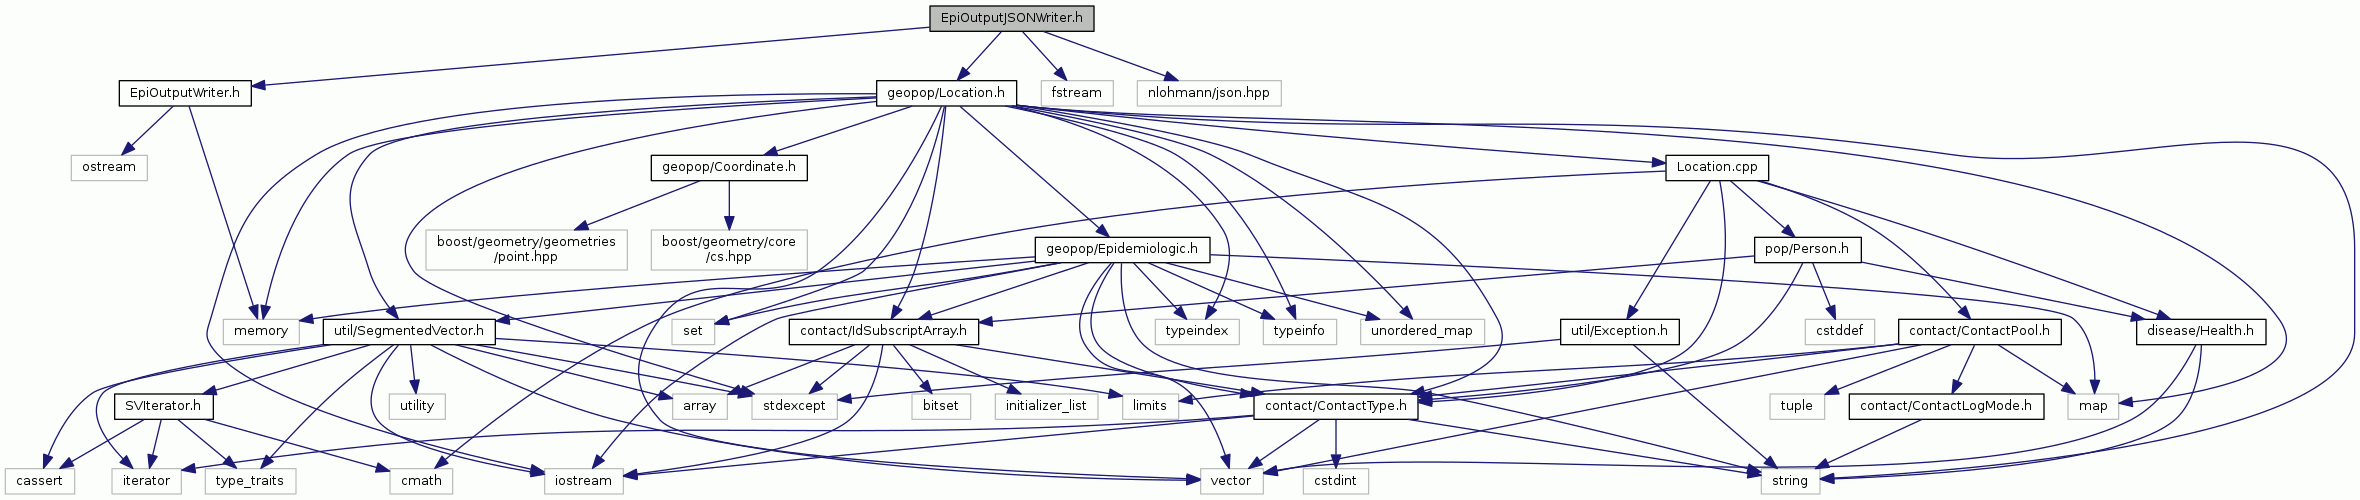 EpiOutputJSONWriter.h
EpiOutputWriter.h
geopop/Location.h
fstream
nlohmann/json.hpp
ostream
geopop/Coordinate.h
Location.cpp
boost/geometry/geometries
/point.hpp
boost/geometry/core
/cs.hpp
geopop/Epidemiologic.h
pop/Person.h
memory
util/SegmentedVector.h
set
contact/IdSubscriptArray.h
typeindex
typeinfo
unordered_map
util/Exception.h
cstddef
contact/ContactPool.h
disease/Health.h
SVIterator.h
utility
array
stdexcept
bitset
initializer_list
limits
contact/ContactType.h
tuple
contact/ContactLogMode.h
map
cassert
iterator
type_traits
cmath
iostream
vector
cstdint
string